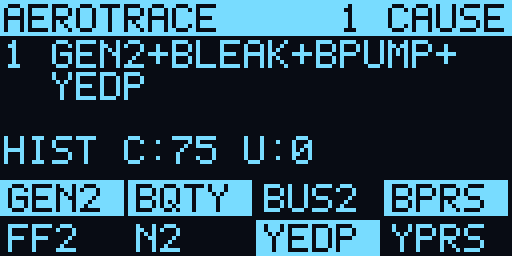 AEROTRACE 1 CAUSE
1 GEN2+BLEAK+BPUMP+
YEDP
HIST C:75 U:0
GEN2 BQTY BUS2 BPRS
FF2 N2 YEDP YPRS